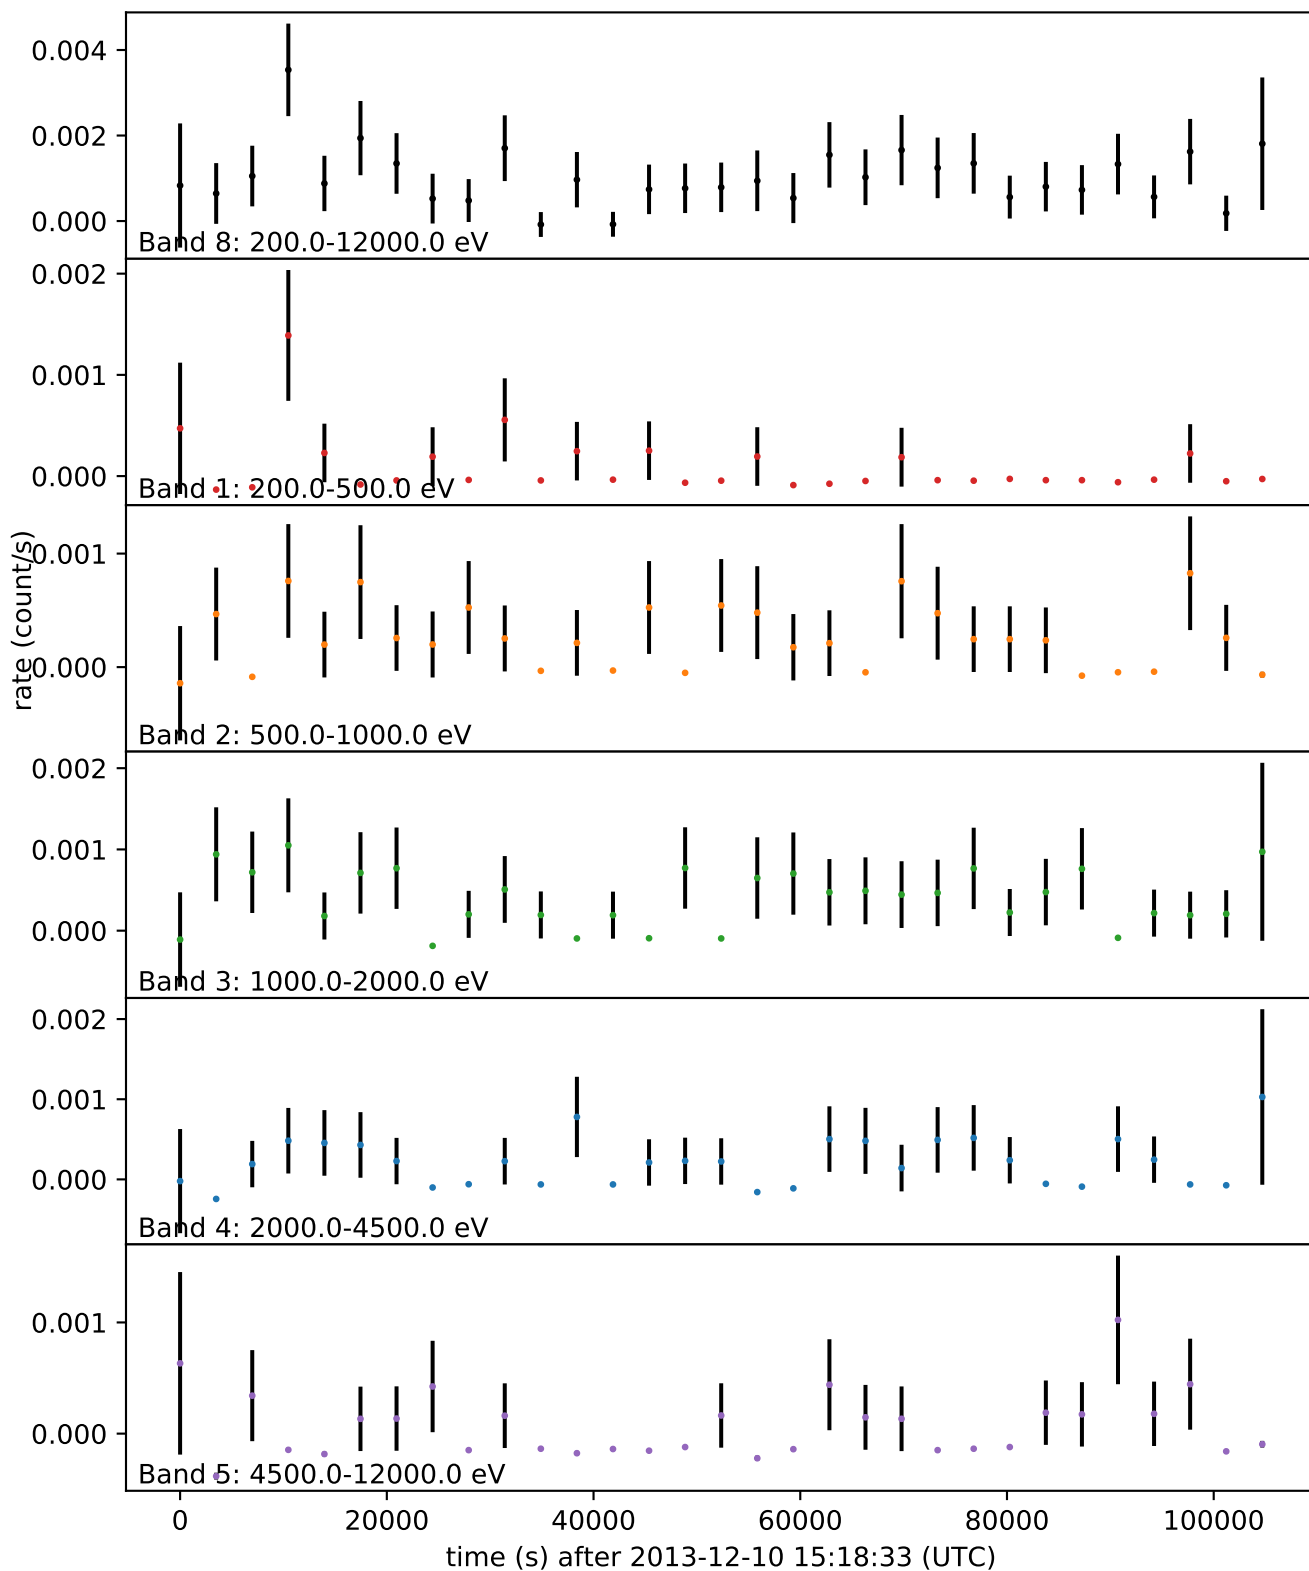 0.004
0.002
0.000
Band 8: 200.0-12000.0 eV
0.002
0.001
0.000
Band 1: 200.0-500.0 eV
0.001
0.000
Band 2: 500.0-1000.0 eV
rate (count/s)
0.002
0.001
0.000
Band 3: 1000.0-2000.0 eV
0.002
0.001
0.000
Band 4: 2000.0-4500.0 eV
0.001
0.000
Band 5: 4500.0-12000.0 eV
0 20000 40000 60000 80000 100000
time (s) after 2013-12-10 15:18:33 (UTC)